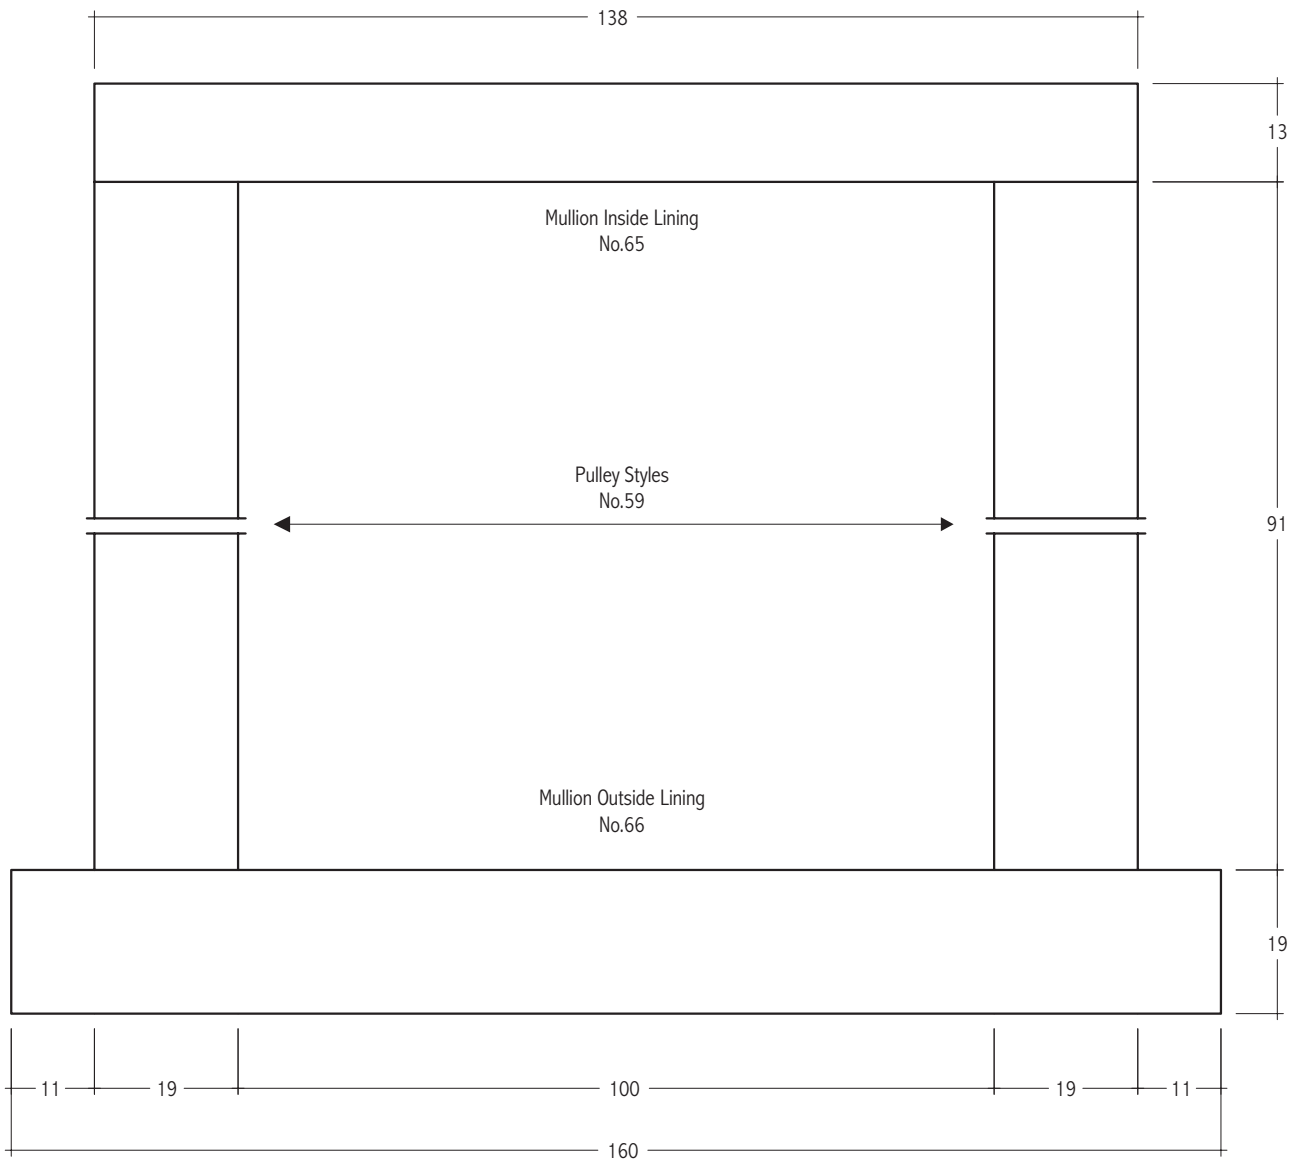 138
13
Mullion Inside Lining
No.65
Pulley Styles
No.59
91
Mullion Outside Lining
No.66
19
11 19 100 19 11
160